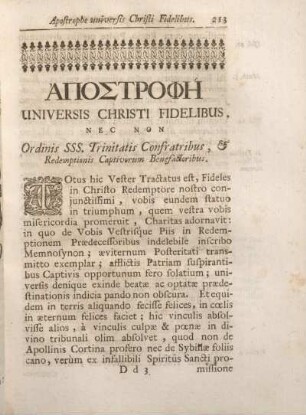 Apostrophe universis Christi Fidelibus. 213
ΑΠΟΣΤΡΟΦΗ
UNIVERSIS CHRISTI FIDELIBUS,
NEC NON
Ordinis SSS. Trinitatis Confratribus, &
Redemptionis Captivorum Benefactoribus.
TOtus hic Vester Tractatus est, Fideles
in Christo Redemptore nostro con-
junctissimi, vobis eundem statuo
in triumphum, quem vestra vobis
misericordia promeruit, Charitas adornavit:
in quo de Vobis Vestrisque Piis in Redem-
ptionem Prædecessoribus indelebile inscribo
Memnosynon; æviternum Posteritati trans-
mitto exemplar; afflictis Patriam suspiranti-
bus Captivis opportunum fero solatium; uni-
versis denique exinde beatæ ac optatæ præde-
stinationis indicia pando non obscura. Et equi-
dem in terris aliquando fecisse felices, in cœlis
in æternum felices faciet; hic vinculis absol-
visse alios, à vinculis culpæ & pœnæ in di-
vino tribunali olim absolvet, quod non de
Apollinis Cortina profero nec de Sybillæ foliis
cano, verùm ex infallibili Spiritûs Sancti pro-
D d 3 missione